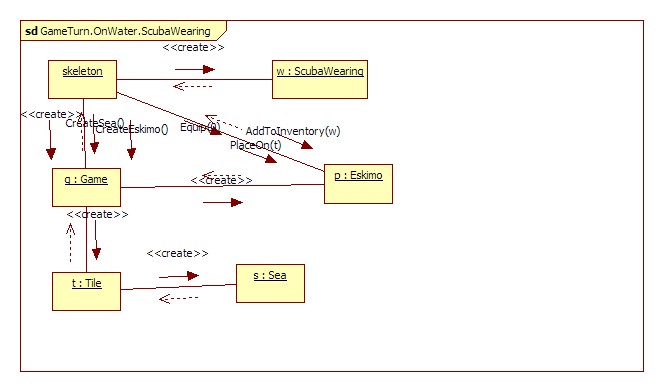 sd GameTurn.OnWater.ScubaWearing
<<create>>
skeleton
w : ScubaWearing
<<create>>
CreateSea()
CreateEskimo()
AddToInventory(w)
PlaceOn(t)
g : Game
<<create>>
p : Eskimo
<<create>>
<<create>>
t : Tile
s : Sea